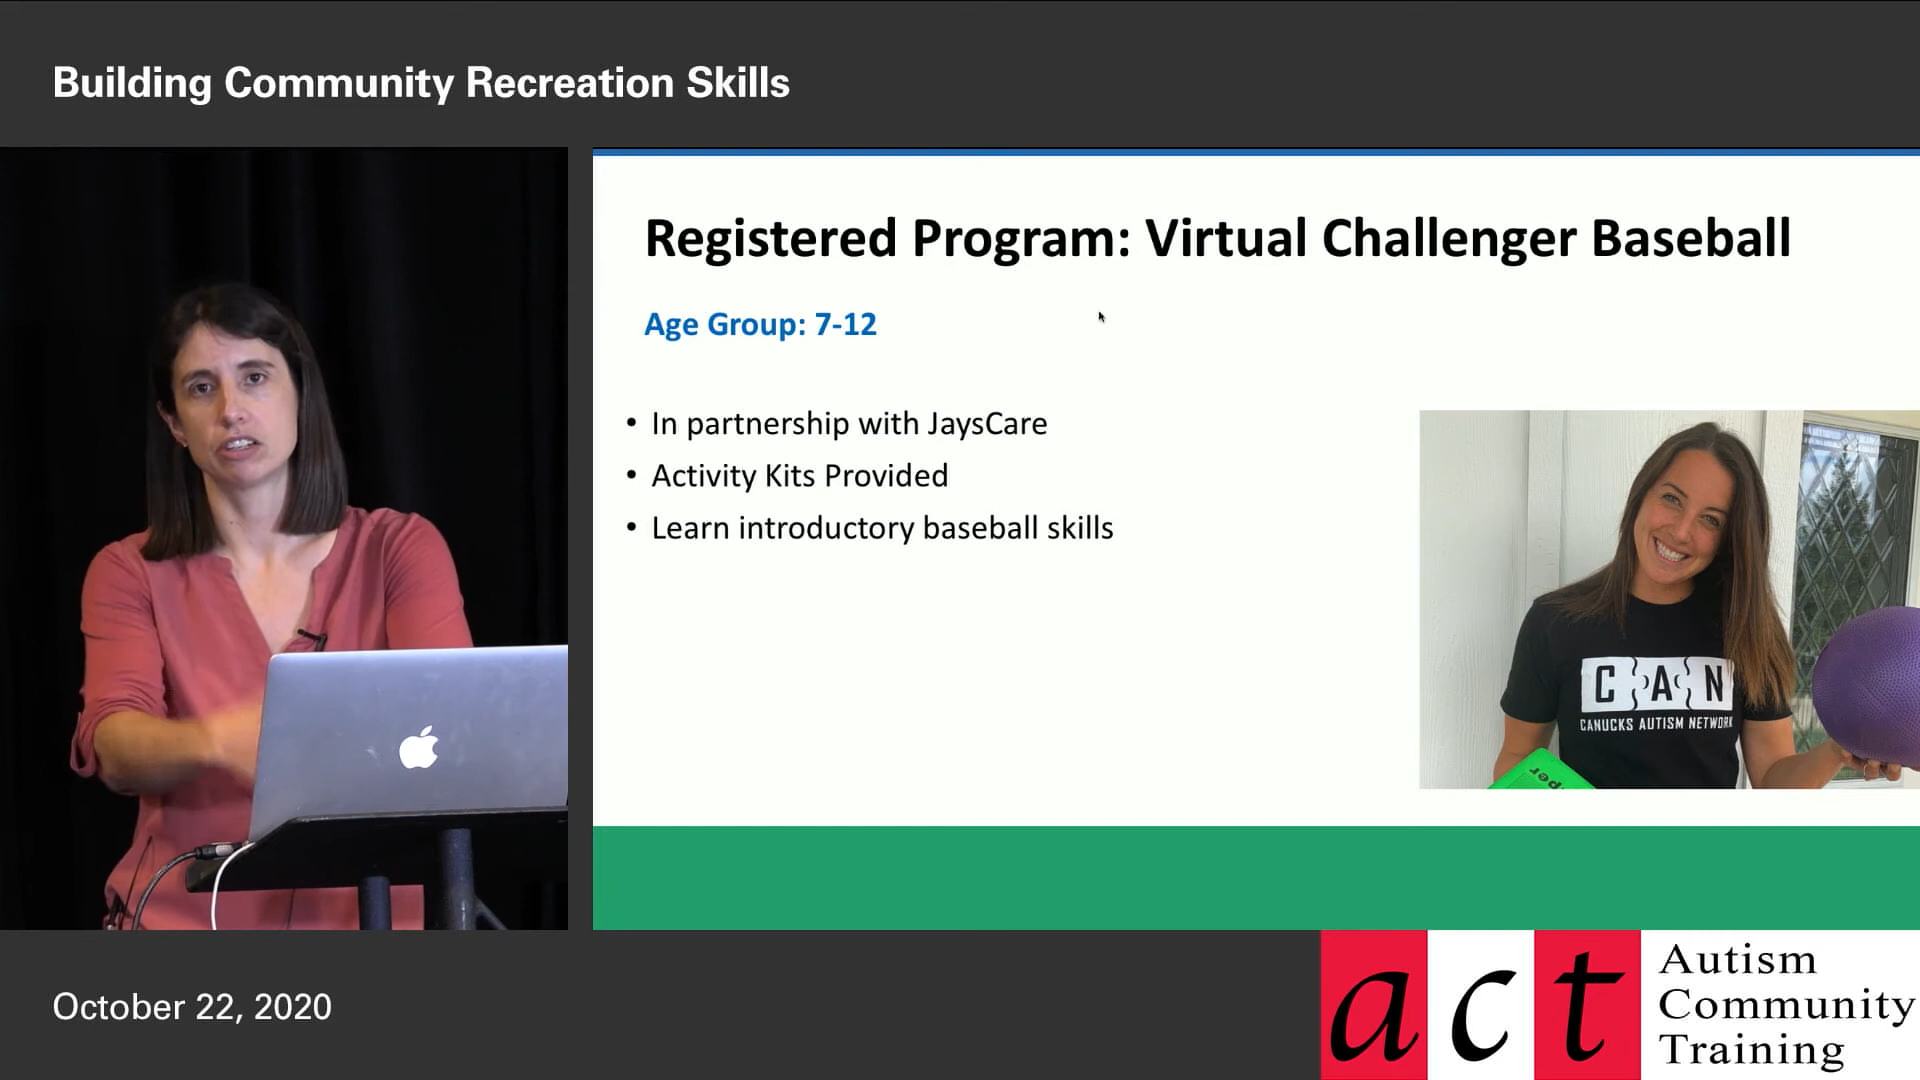 Building Community Recreation Skills
Registered Program: Virtual Challenger Baseball
Age Group: 7-12
• In partnership with JaysCare
• Activity Kits Provided
• Learn introductory baseball skills
CAN
CANUCKS AUTISM NETWORK
October 22, 2020
act
Autism
Community
Training